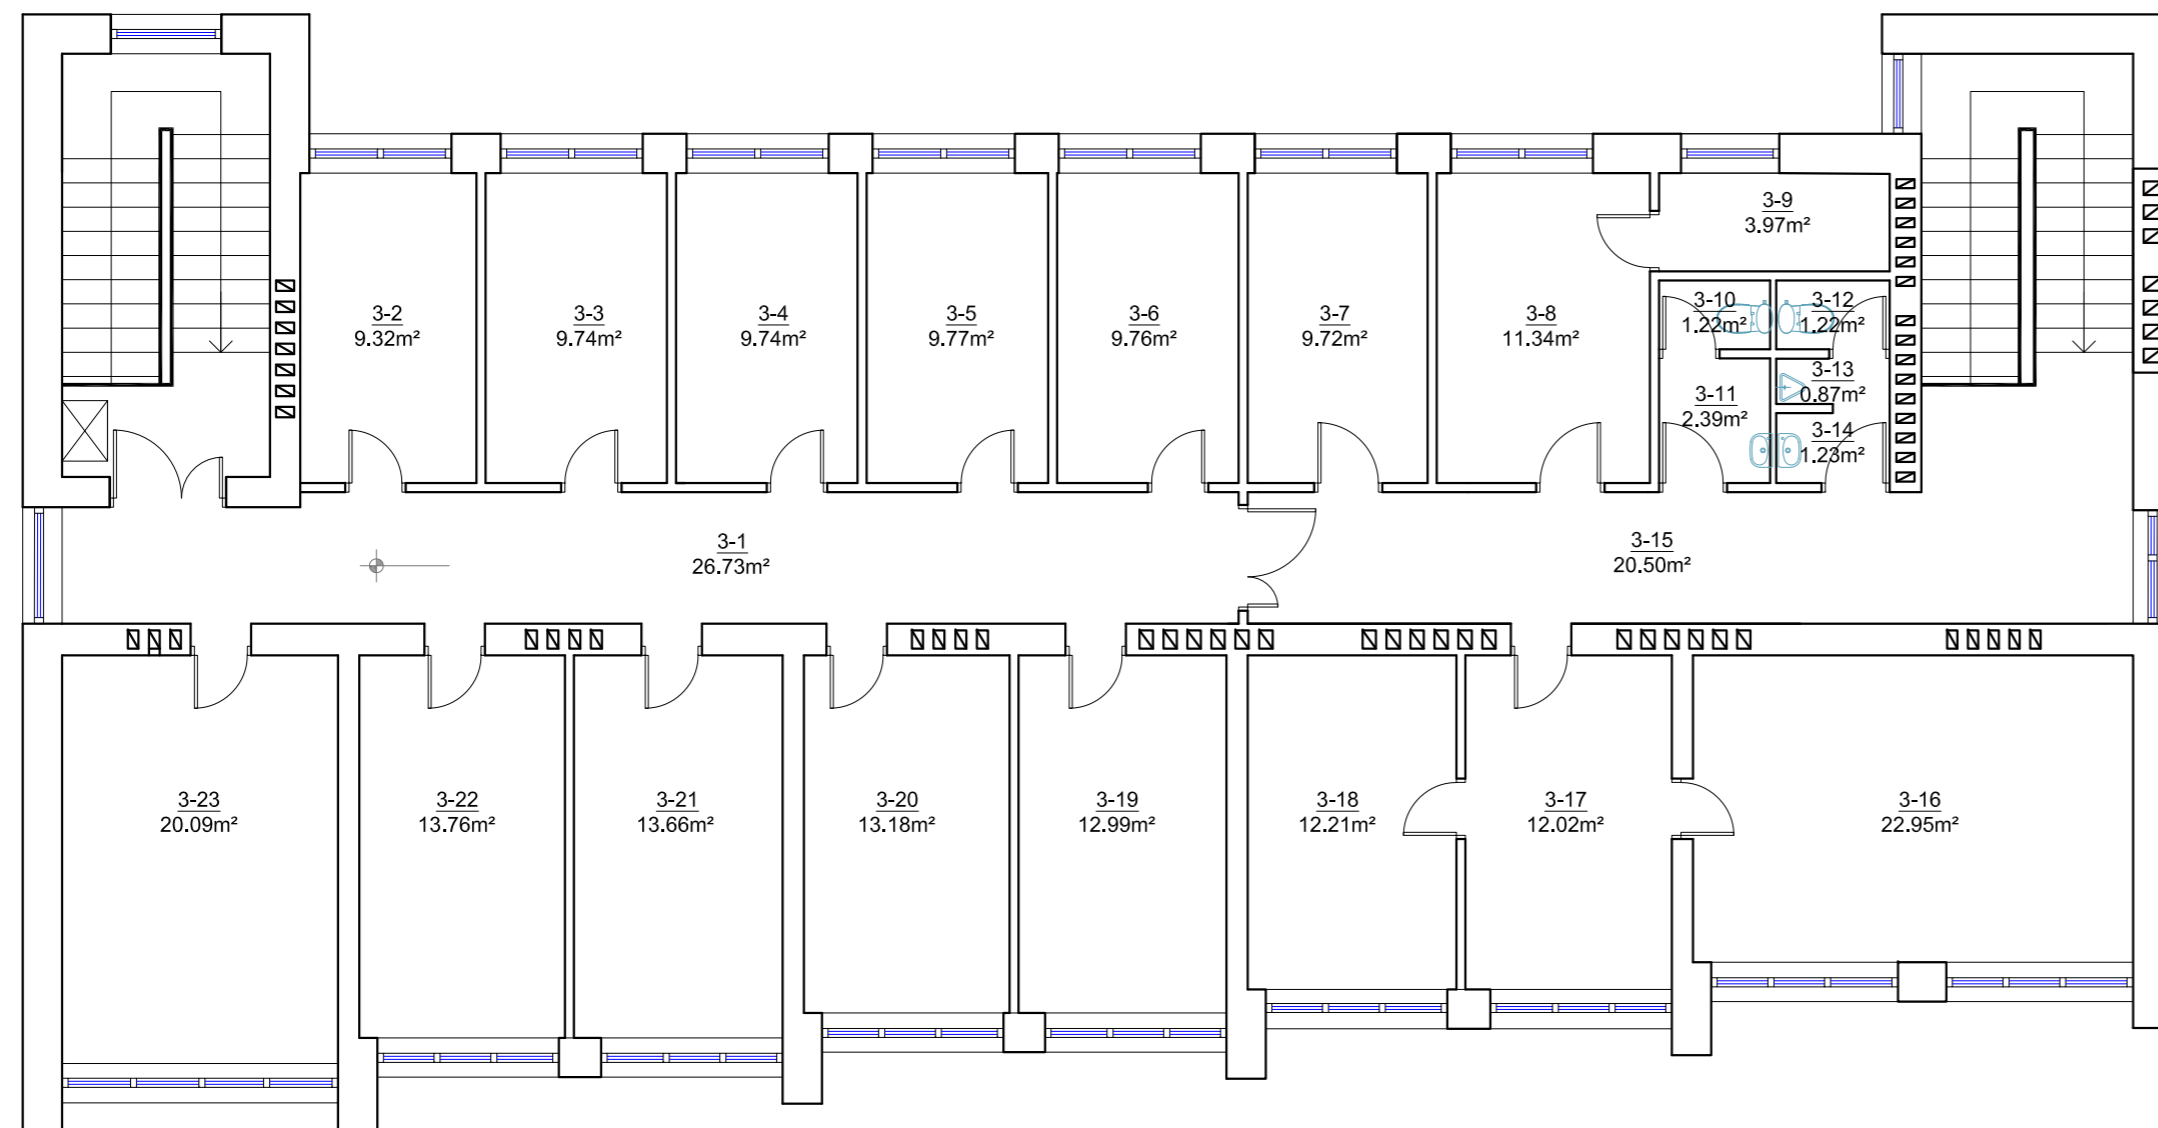 3-2
9.32m²
3-3
9.74m²
3-4
9.74m²
3-5
9.77m²
3-6
9.76m²
3-7
9.72m²
3-8
11.34m²
3-9
3.97m²
3-10
1.22m²
3-12
1.22m²
3-13
0.87m²
3-11
2.39m²
3-14
1.23m²
3-1
26.73m²
3-15
20.50m²
3-23
20.09m²
3-22
13.76m²
3-21
13.66m²
3-20
13.18m²
3-19
12.99m²
3-18
12.21m²
3-17
12.02m²
3-16
22.95m²